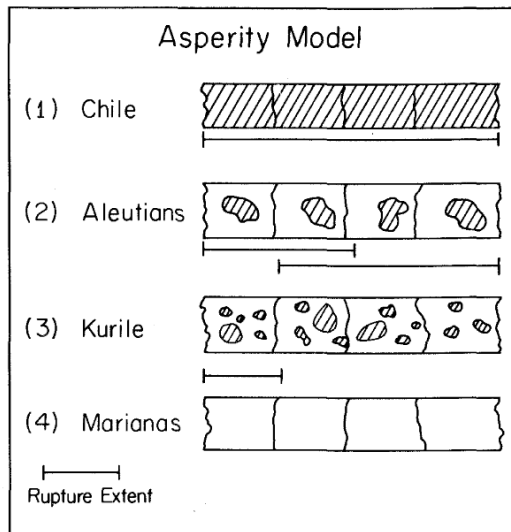 Asperity Model
(1) Chile
(2) Aleutians
(3) Kurile
(4) Marianas
Rupture Extent